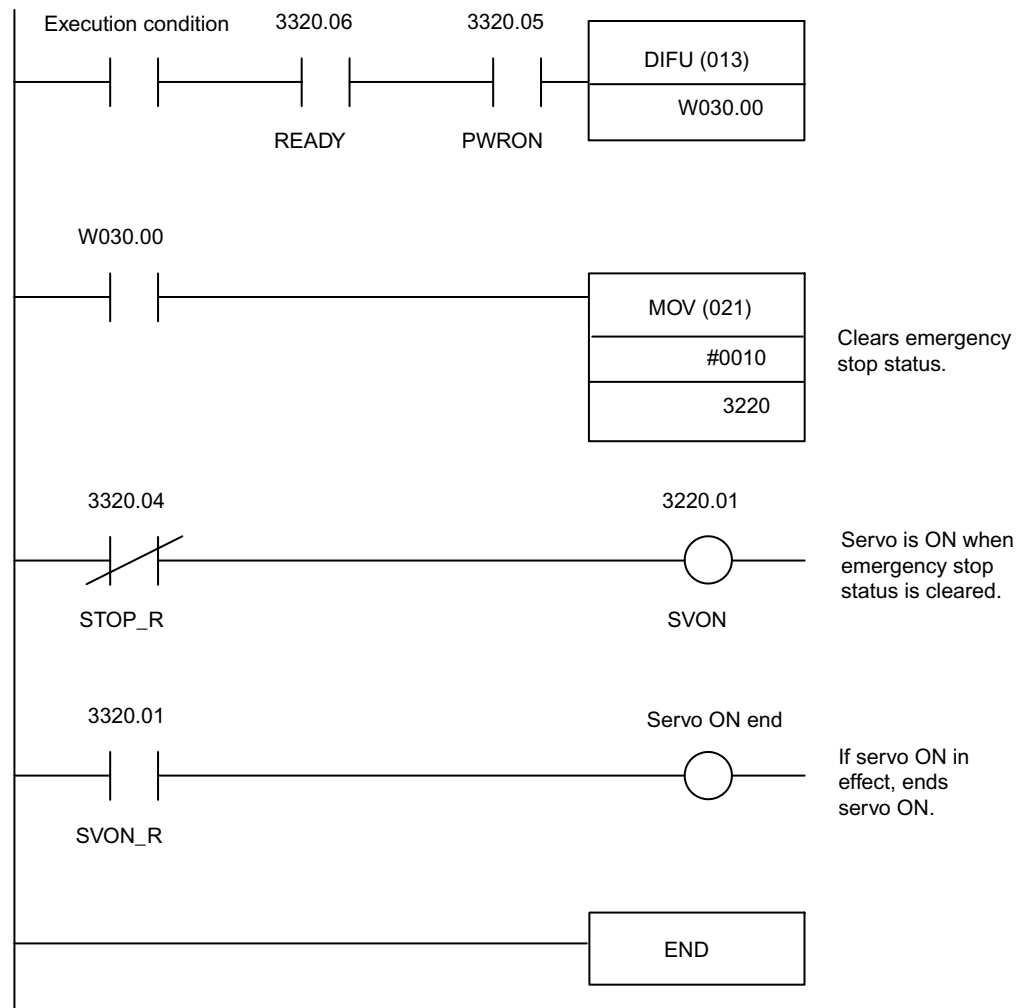 Execution condition
3320.06
3320.05
DIFU (013)
W030.00
READY
PWRON
W030.00
MOV (021)
#0010
3220
Clears emergency
stop status.
3320.04
3220.01
STOP_R
SVON
Servo is ON when
emergency stop
status is cleared.
3320.01
Servo ON end
SVON_R
If servo ON in
effect, ends
servo ON.
END